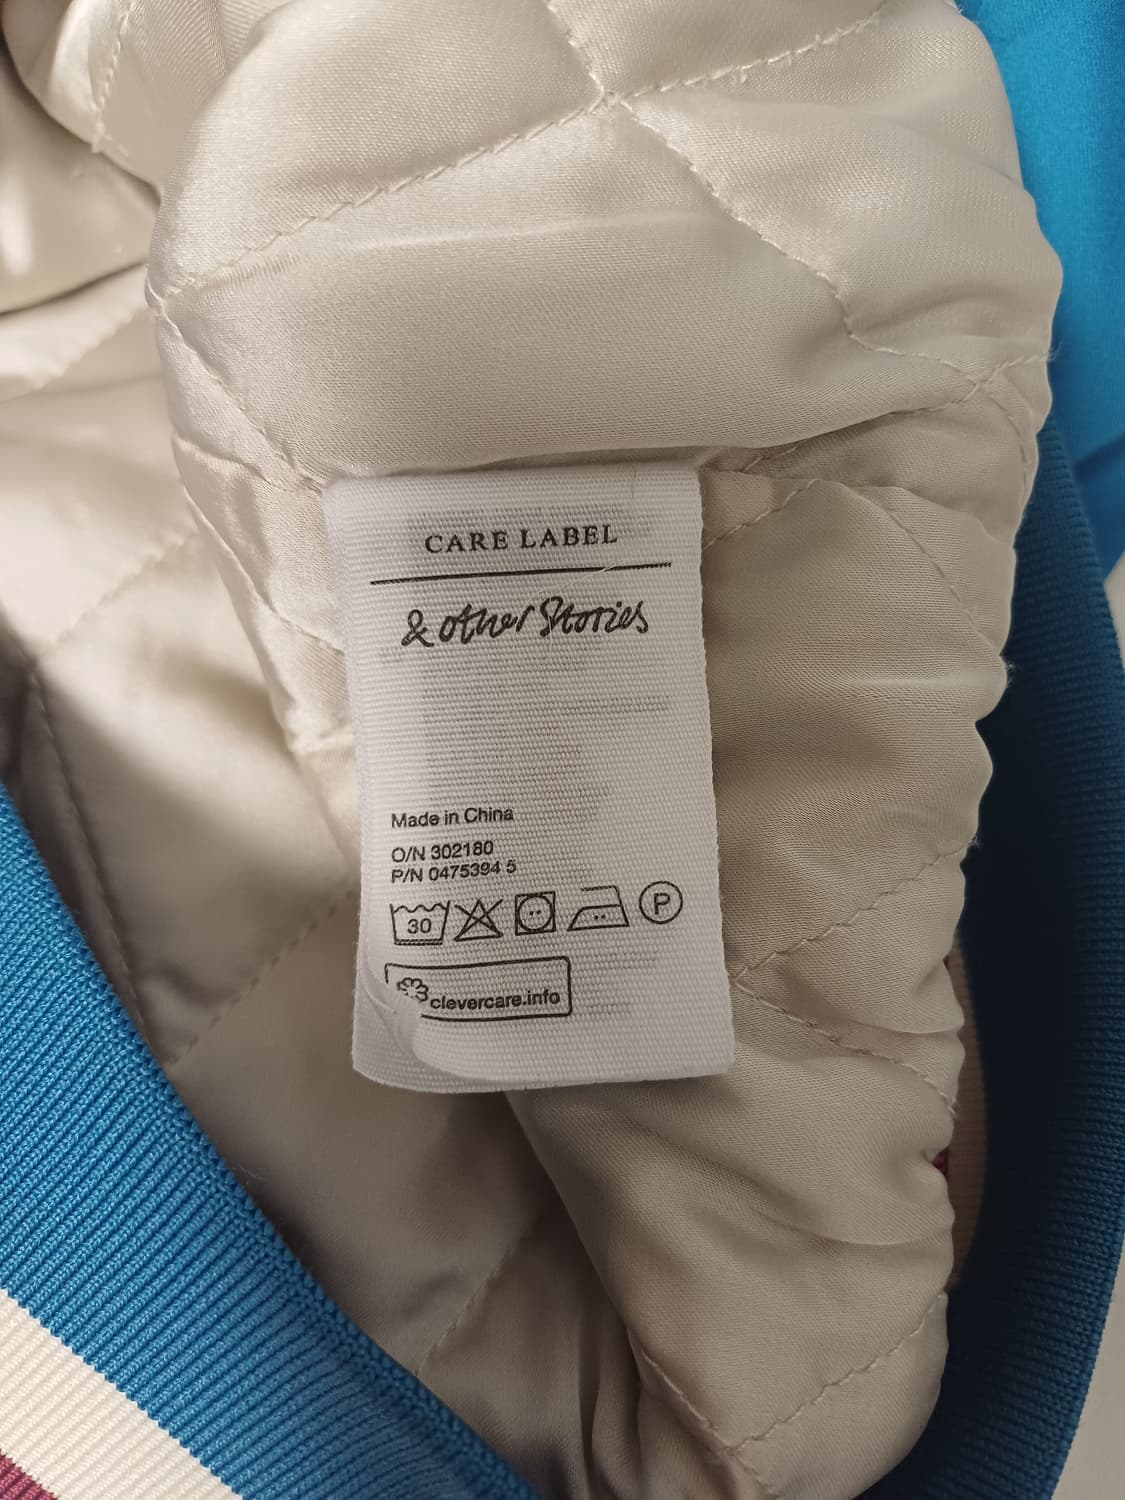 CARE LABEL
& other Stories
Made in China
O/N 302180
P/N 0475394 5
30
P
clevercare.info